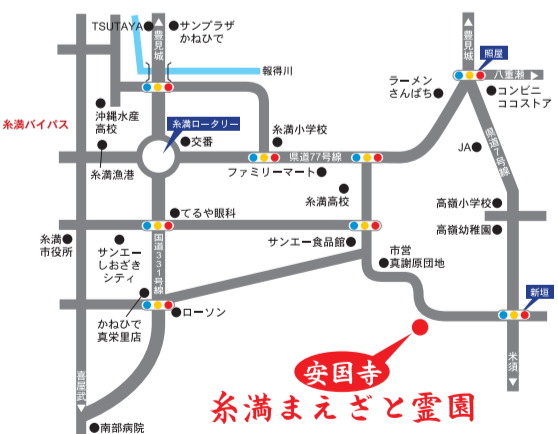 TSUTAYA
サンプラザ
かねひで
豊見城
豊見城
照屋
八重瀬
報得川
ラーメン
さんぱち
コンビニ
ココストア
沖縄水産
高校
糸満バイパス
糸満ロータリー
交番
糸満小学校
県道77号線
県道7号線
JA
糸満漁港
ファミリーマート
糸満高校
高嶺小学校
てるや眼科
高嶺幼稚園
糸満
市役所
サンエー
しおざき
シティ
国道331号線
サンエー食品館
市営
真謝原団地
新垣
かねひで
真栄里店
ローソン
米須
喜屋武
安国寺
糸満まえざと霊園
南部病院